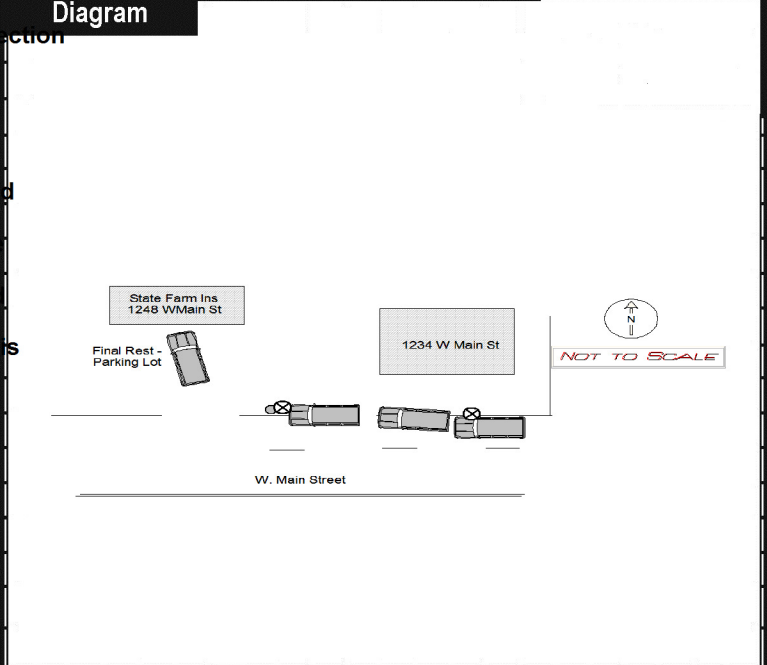 Diagram
ection
d
State Farm Ins
1248 WMain St
N
1234 W Main St
s
Final Rest -
Parking Lot
NOT TO SCALE
W. Main Street